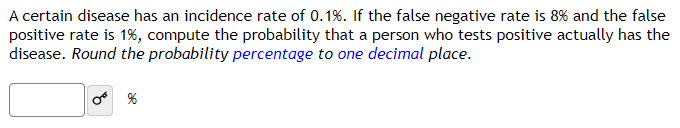 A certain disease has an incidence rate of 0.1%. If the false negative rate is 8% and the false
positive rate is 1%, compute the probability that a person who tests positive actually has the
disease. Round the probability percentage to one decimal place.
%